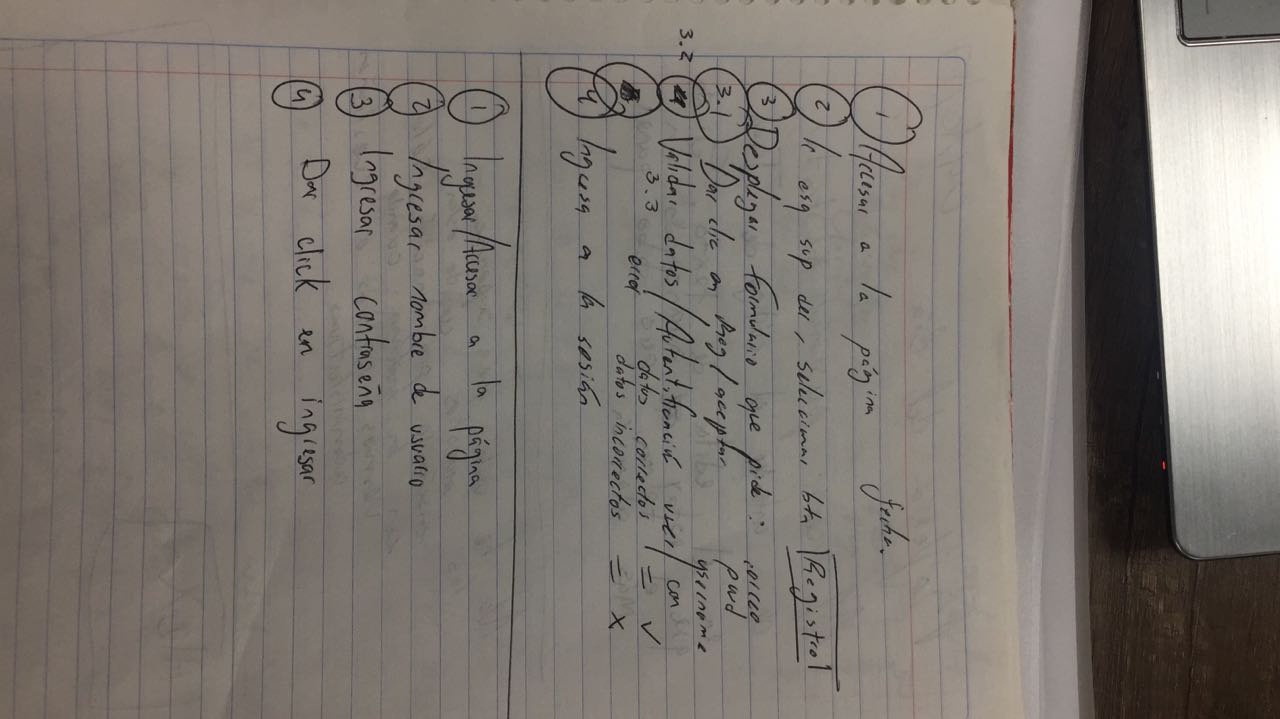 1 Accesar a la página fecha.
2 Ir esq sup der, seleccionar btn Registro
3 Desplegar formulario que pide: correo
3.1 Dar clic en Reg/aceptar pwd
username
3.2 Validar datos/Autentificación user/con
3.3 error datos correctos = ✓
datos incorrectos = x
4 Ingresa a la sesión
1 Ingresar/Accesar a la página
2 Ingresar nombre de usuario
3 Ingresar contraseña
4 Dar click en ingresar